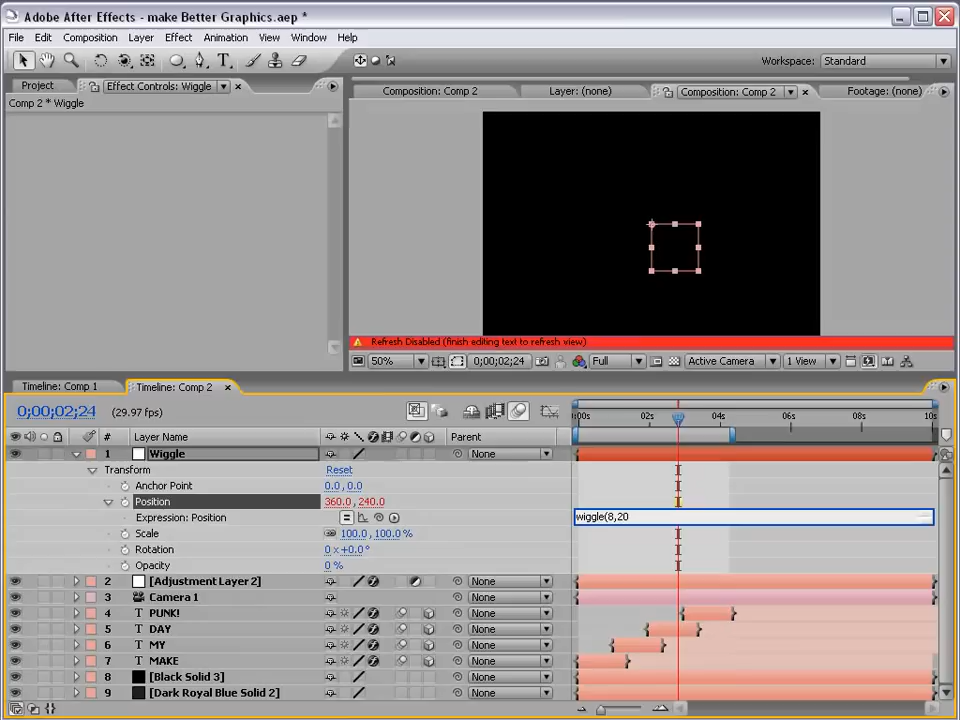 Adobe After Effects - make Better Graphics.aep *
File Edit Composition Layer Effect Animation View Window Help
Workspace: Standard
Project Effect Controls: Wiggle
Composition: Comp 2 Layer: (none) Composition: Comp 2 Footage: (none)
Comp 2 * Wiggle
Refresh Disabled (finish editing text to refresh view)
50% 0;00;02;24 Full Active Camera 1 View
Timeline: Comp 1 Timeline: Comp 2
0;00;02;24 (29.97 fps)
:00s 02s 04s 06s 08s 10s
# Layer Name Parent
1 Wiggle None
Transform Reset
Anchor Point 0.0, 0.0
Position 360.0, 240.0
Expression: Position wiggle(8,20
Scale 100.0, 100.0 %
Rotation 0 x +0.0 °
Opacity 0 %
2 [Adjustment Layer 2] None
3 Camera 1 None
4 T PUNK! None
5 T DAY None
6 T MY None
7 T MAKE None
8 [Black Solid 3] None
9 [Dark Royal Blue Solid 2] None